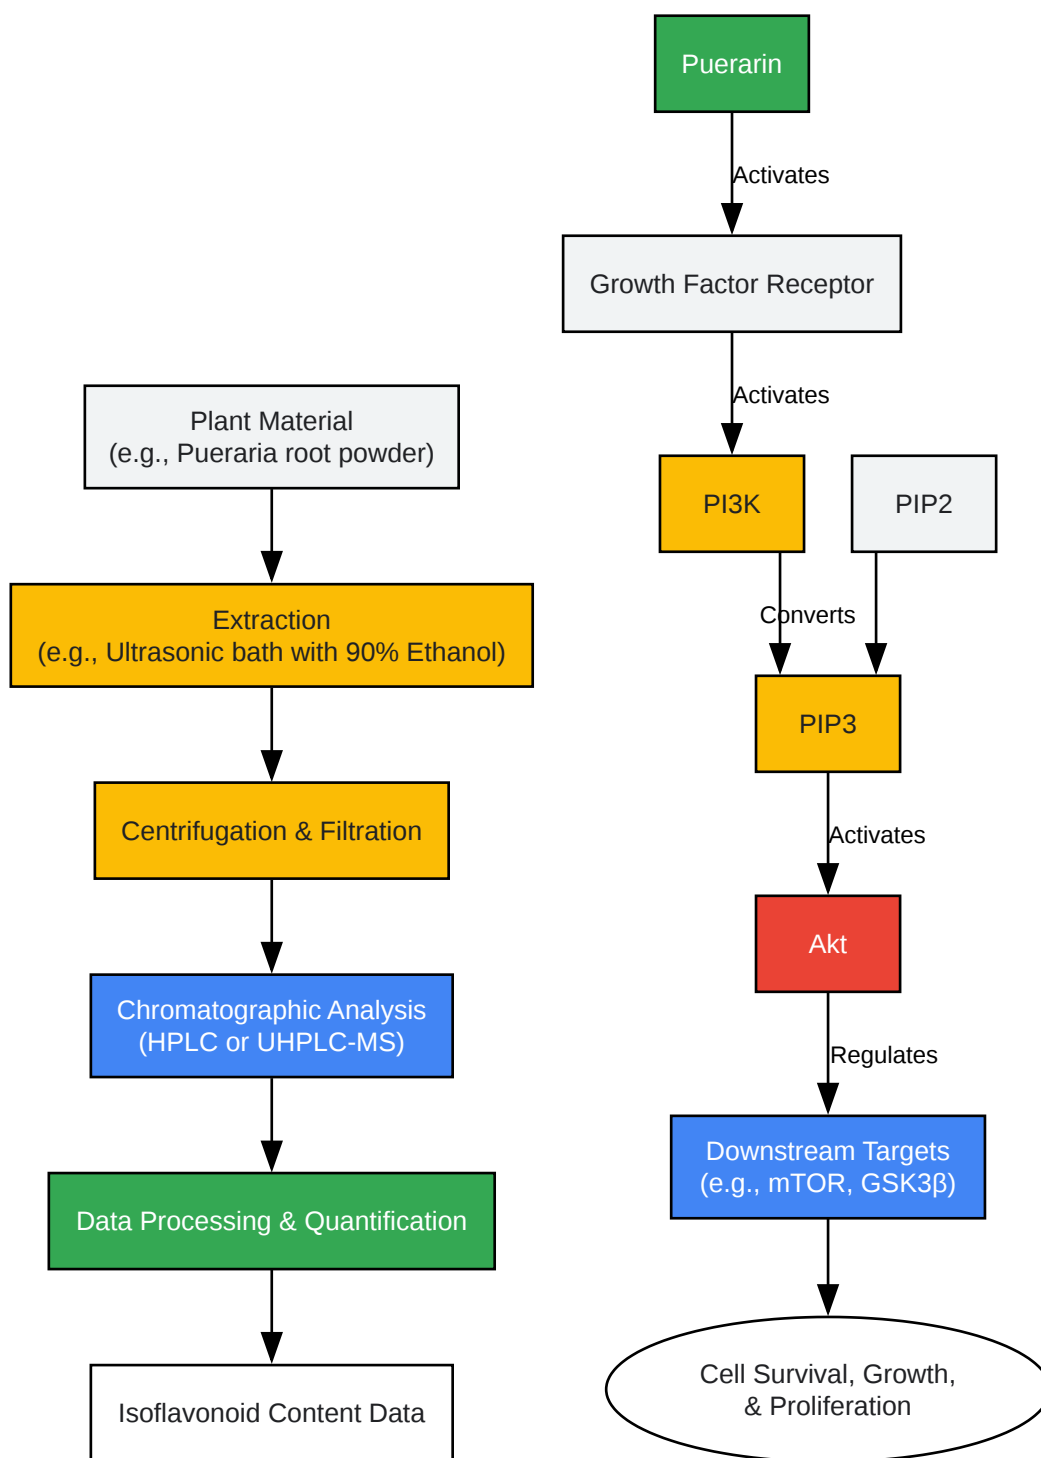 Plant Material
(e.g., Pueraria root powder)
Extraction
(e.g., Ultrasonic bath with 90% Ethanol)
Centrifugation & Filtration
Chromatographic Analysis
(HPLC or UHPLC-MS)
Data Processing & Quantification
Isoflavonoid Content Data
Puerarin
Activates
Growth Factor Receptor
Activates
PI3K
PIP2
Converts
PIP3
Activates
Akt
Regulates
Downstream Targets
(e.g., mTOR, GSK3β)
Cell Survival, Growth,
& Proliferation